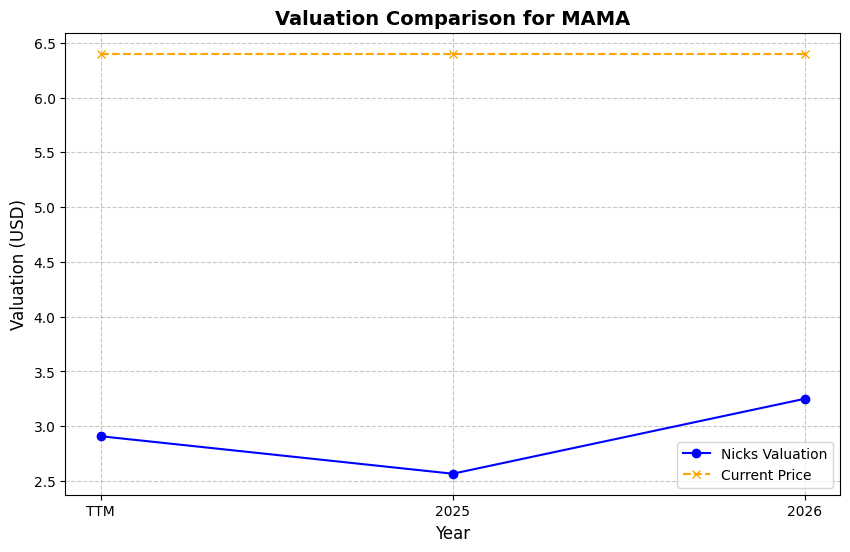 Valuation Comparison for MAMA
Valuation (USD)
6.5
6.0
5.5
5.0
4.5
4.0
3.5
3.0
2.5
TTM 2025 2026
Year
Nicks Valuation
Current Price